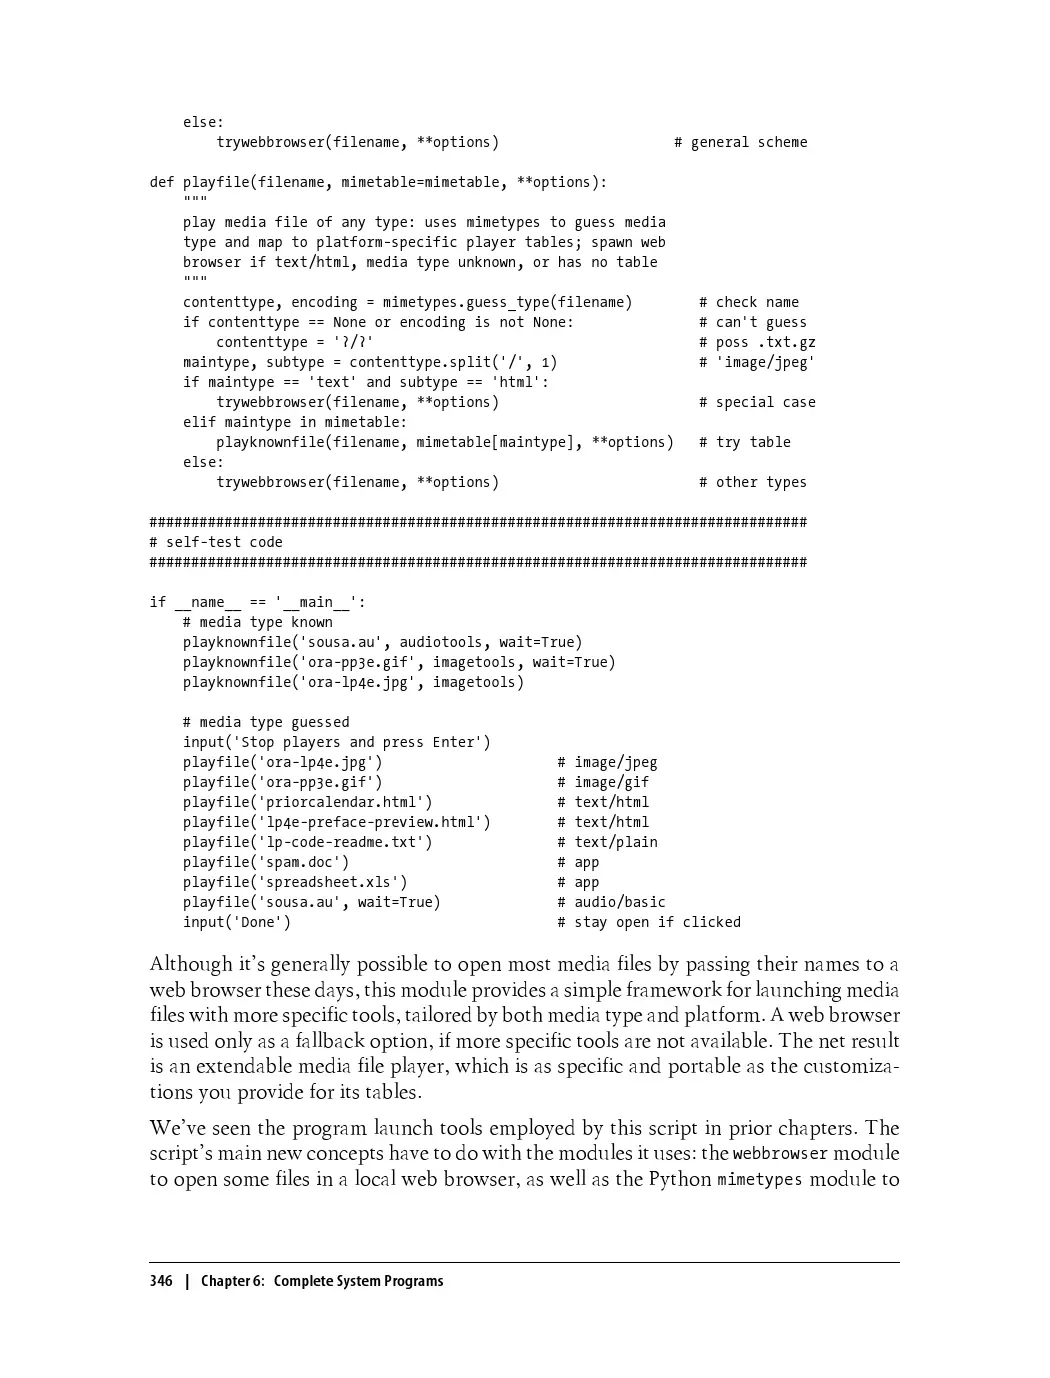 else:
        trywebbrowser(filename, **options)                     # general scheme

def playfile(filename, mimetable=mimetable, **options):
    """
    play media file of any type: uses mimetypes to guess media
    type and map to platform-specific player tables; spawn web
    browser if text/html, media type unknown, or has no table
    """
    contenttype, encoding = mimetypes.guess_type(filename)        # check name
    if contenttype == None or encoding is not None:               # can't guess
        contenttype = '?/?'                                       # poss .txt.gz
    maintype, subtype = contenttype.split('/', 1)                 # 'image/jpeg'
    if maintype == 'text' and subtype == 'html':
        trywebbrowser(filename, **options)                        # special case
    elif maintype in mimetable:
        playknownfile(filename, mimetable[maintype], **options)   # try table
    else:
        trywebbrowser(filename, **options)                        # other types

###############################################################################
# self-test code
###############################################################################

if __name__ == '__main__':
    # media type known
    playknownfile('sousa.au', audiotools, wait=True)
    playknownfile('ora-pp3e.gif', imagetools, wait=True)
    playknownfile('ora-lp4e.jpg', imagetools)

    # media type guessed
    input('Stop players and press Enter')
    playfile('ora-lp4e.jpg')                     # image/jpeg
    playfile('ora-pp3e.gif')                     # image/gif
    playfile('priorcalendar.html')               # text/html
    playfile('lp4e-preface-preview.html')        # text/html
    playfile('lp-code-readme.txt')               # text/plain
    playfile('spam.doc')                         # app
    playfile('spreadsheet.xls')                  # app
    playfile('sousa.au', wait=True)              # audio/basic
    input('Done')                                # stay open if clicked

Although it's generally possible to open most media files by passing their names to a
web browser these days, this module provides a simple framework for launching media
files with more specific tools, tailored by both media type and platform. A web browser
is used only as a fallback option, if more specific tools are not available. The net result
is an extendable media file player, which is as specific and portable as the customiza-
tions you provide for its tables.
We've seen the program launch tools employed by this script in prior chapters. The
script's main new concepts have to do with the modules it uses: the webbrowser module
to open some files in a local web browser, as well as the Python mimetypes module to
346 | Chapter 6: Complete System Programs